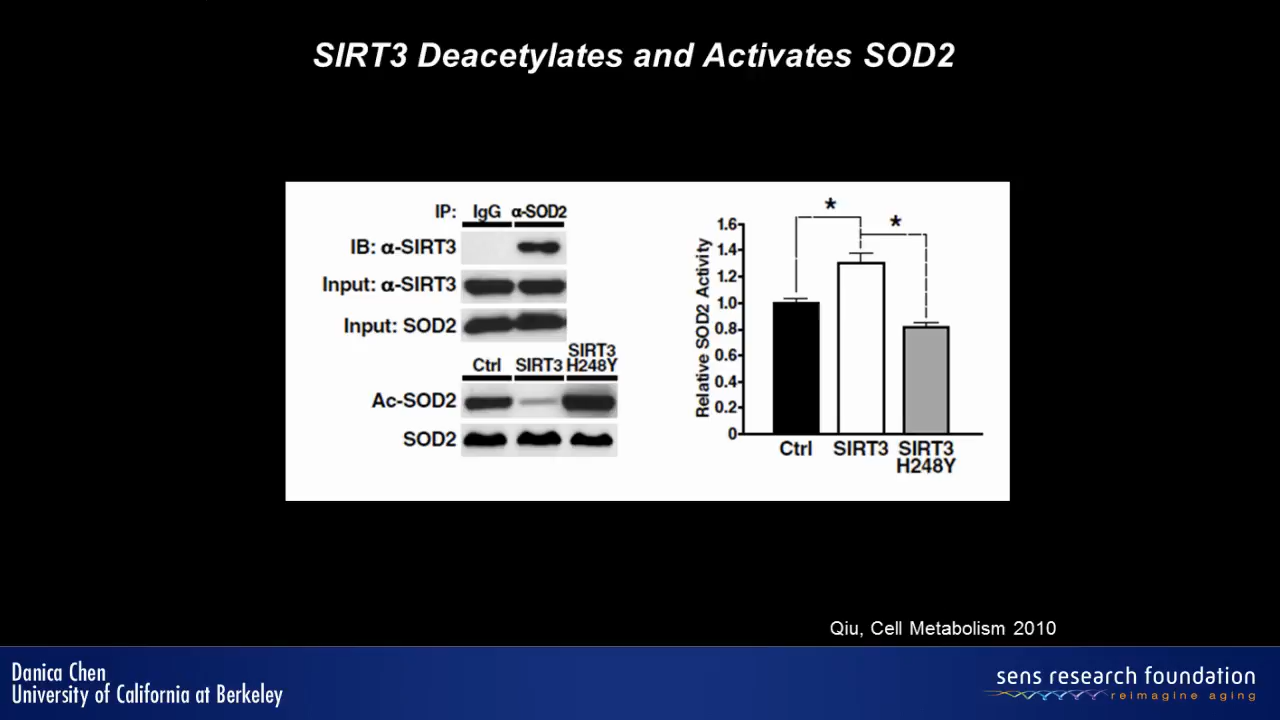 SIRT3 Deacetylates and Activates SOD2
IP: IgG α-SOD2
IB: α-SIRT3
Input: α-SIRT3
Input: SOD2
Ctrl SIRT3 SIRT3 H248Y
Ac-SOD2
SOD2
Relative SOD2 Activity
1.6
1.4
1.2
1.0
0.8
0.6
0.4
0.2
0
* *
Ctrl SIRT3 SIRT3
H248Y
Qiu, Cell Metabolism 2010
Danica Chen
University of California at Berkeley
sens research foundation
reimagine aging